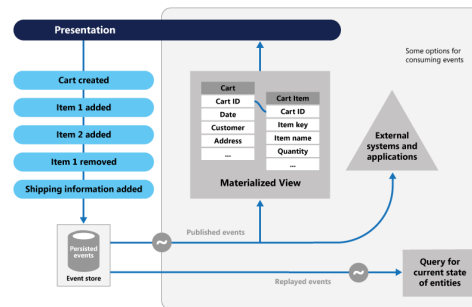 Presentation
Some options for
consuming events
Cart created
Item 1 added
Item 2 added
Item 1 removed
Shipping information added
Cart
Cart ID
Date
Customer
Address
...
Cart Item
Cart ID
Item key
Item name
Quantity
...
Materialized View
External
systems and
applications
Persisted
events
Event store
Published events
Replayed events
Query for
current state
of entities